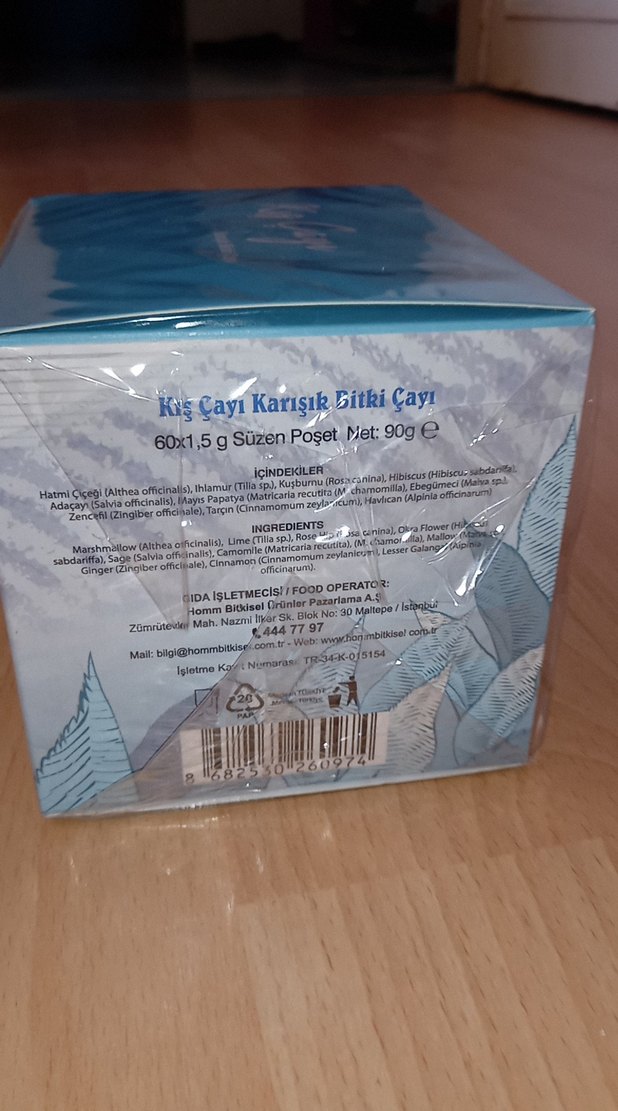 Kış Çayı Karışık Bitki Çayı
60x1,5 g Süzen Poşet Net: 90g ℮
İÇİNDEKİLER
Hatmi Çiçeği (Althea officinalis), Ihlamur (Tilia sp.), Kuşburnu (Rosa canina), Hibiscus (Hibiscus sabdariffa),
Adaçayı (Salvia officinalis), Mayıs Papatya (Matricaria recutita (M. chamomilla), Ebegümeci (Malva sp.),
Zencefil (Zingiber officinale), Tarçın (Cinnamomum zeylanicum), Havlıcan (Alpinia officinarum)
INGREDIENTS
Marshmallow (Althea officinalis), Lime (Tilia sp.), Rose Hip (Rosa canina), Okra Flower (Hibiscus
sabdariffa), Sage (Salvia officinalis), Camomile (Matricaria recutita), (M. chamomilla), Mallow (Malva sp.),
Ginger (Zingiber officinale), Cinnamon (Cinnamomum zeylanicum), Lesser Galangal (Alpinia
officinarum).
GIDA İŞLETMECİSİ / FOOD OPERATOR:
Homm Bitkisel Ürünler Pazarlama A.Ş
Zümrütevler Mah. Nazmi İlker Sk. Blok No: 30 Maltepe / İstanbul
444 77 97
Mail: bilgi@hommbitkisel.com.tr - Web: www.hommbitkisel.com.tr
İşletme Kayıt Numarası: TR-34-K-015154
20
PAP
8 682530 260974